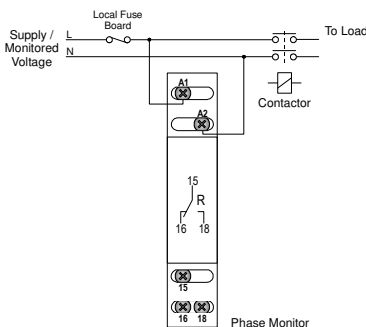 Local Fuse
Board
Supply /
Monitored
Voltage
L
N
To Load
Contactor
A1
A2
15
R
16 18
15
16 18
Phase Monitor